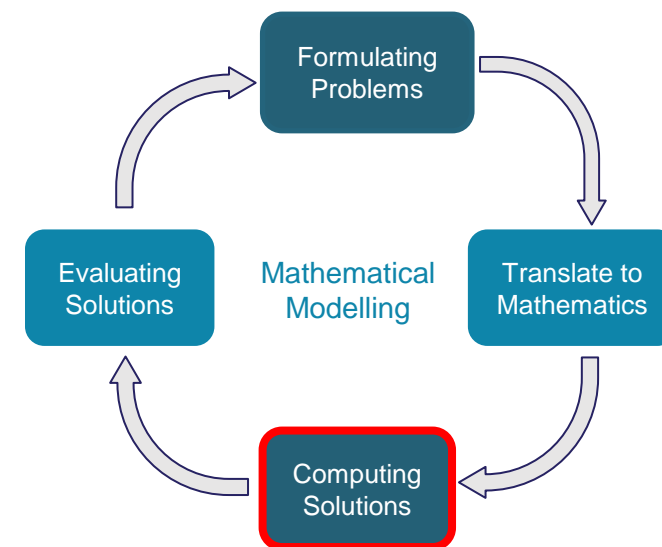 Formulating
Problems
Evaluating
Solutions
Mathematical
Modelling
Translate to
Mathematics
Computing
Solutions